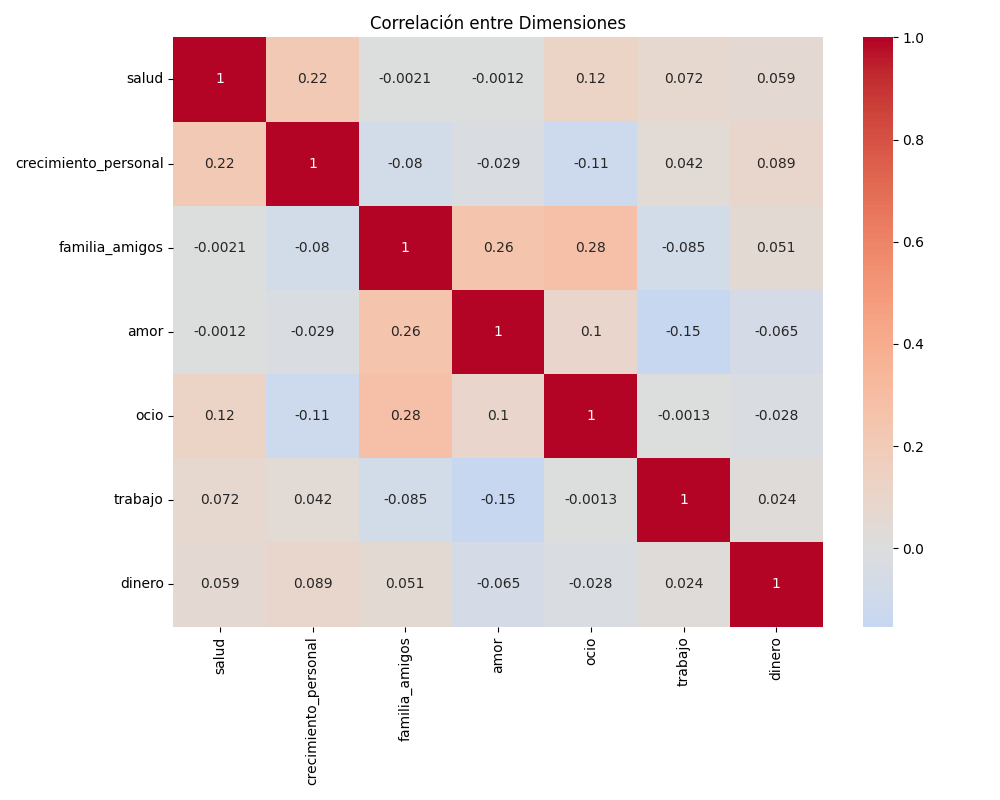 Correlación entre Dimensiones
salud 1 0.22 -0.0021 -0.0012 0.12 0.072 0.059
crecimiento_personal 0.22 1 -0.08 -0.029 -0.11 0.042 0.089
familia_amigos -0.0021 -0.08 1 0.26 0.28 -0.085 0.051
amor -0.0012 -0.029 0.26 1 0.1 -0.15 -0.065
ocio 0.12 -0.11 0.28 0.1 1 -0.0013 -0.028
trabajo 0.072 0.042 -0.085 -0.15 -0.0013 1 0.024
dinero 0.059 0.089 0.051 -0.065 -0.028 0.024 1
salud
crecimiento_personal
familia_amigos
amor
ocio
trabajo
dinero
1.0
0.8
0.6
0.4
0.2
0.0